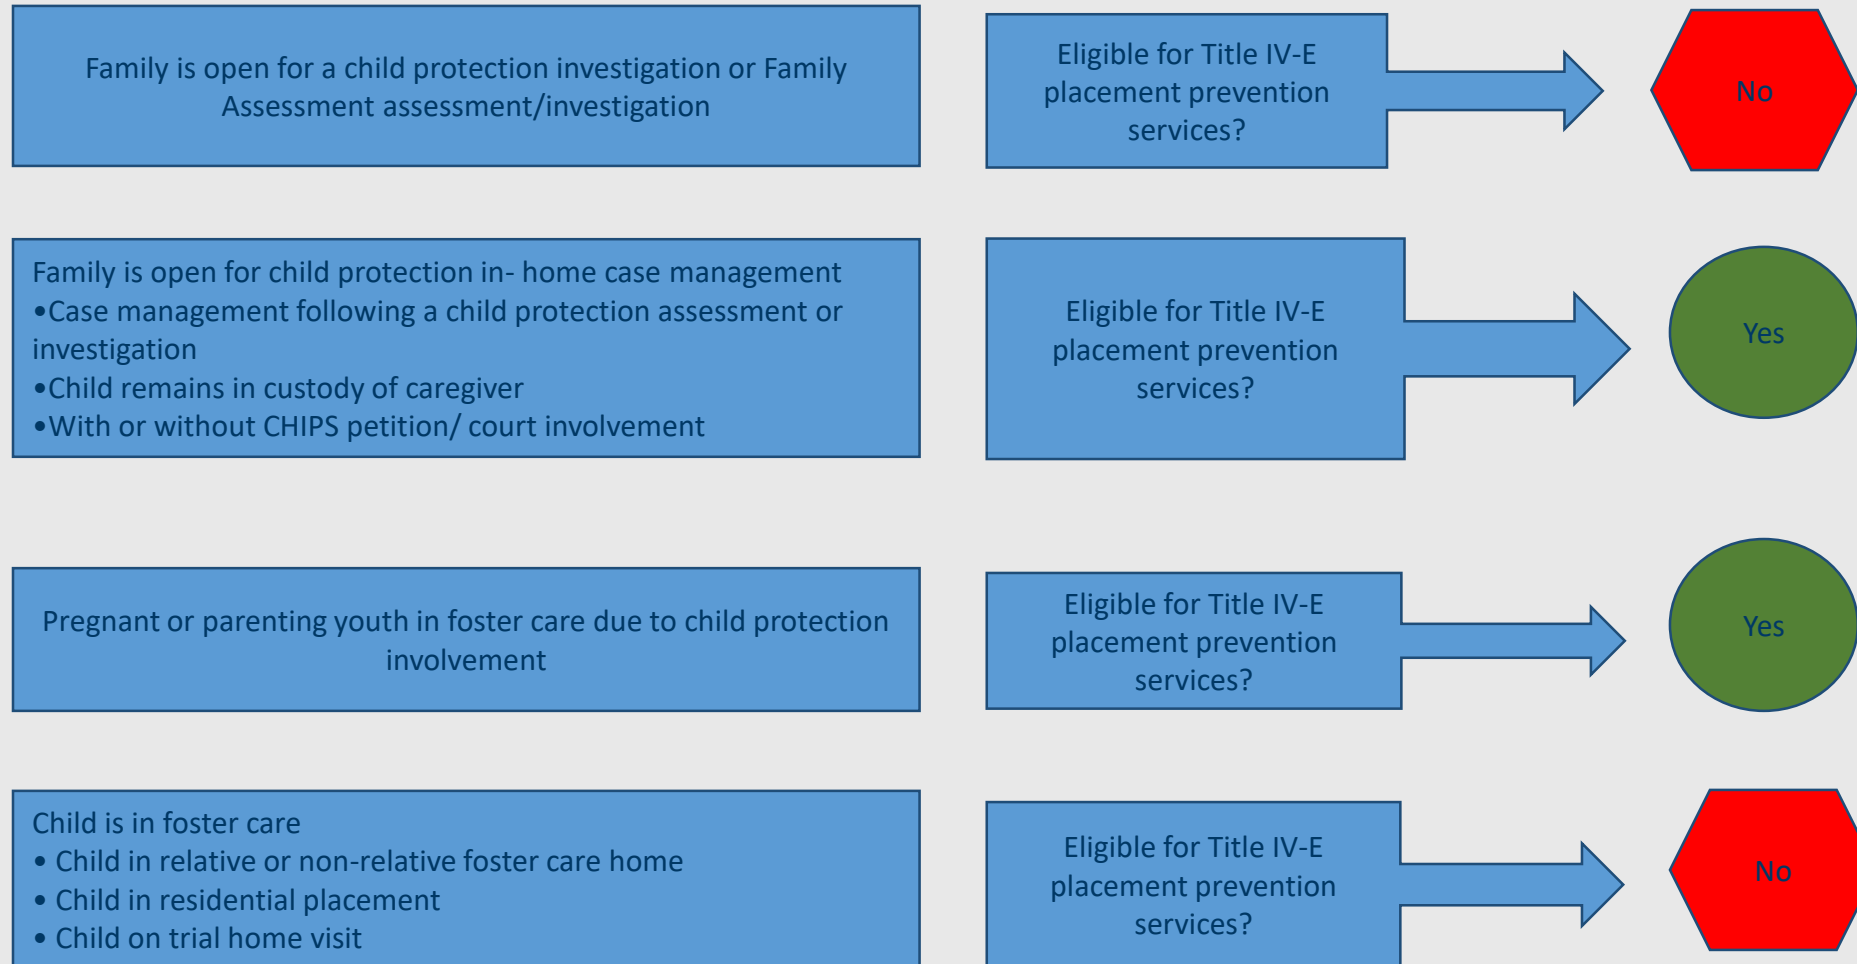 Family is open for a child protection investigation or Family
Assessment assessment/investigation
Eligible for Title IV-E
placement prevention
services?
No
Family is open for child protection in- home case management
•Case management following a child protection assessment or
investigation
•Child remains in custody of caregiver
•With or without CHIPS petition/ court involvement
Eligible for Title IV-E
placement prevention
services?
Yes
Pregnant or parenting youth in foster care due to child protection
involvement
Eligible for Title IV-E
placement prevention
services?
Yes
Child is in foster care
• Child in relative or non-relative foster care home
• Child in residential placement
• Child on trial home visit
Eligible for Title IV-E
placement prevention
services?
No